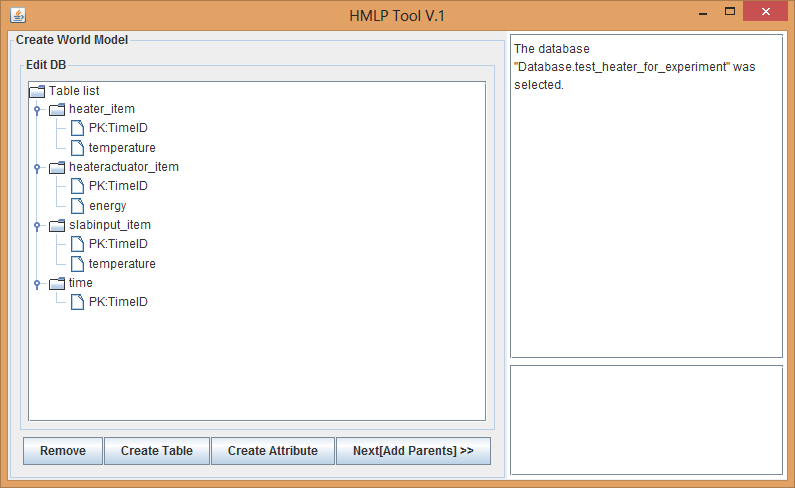 HMLP Tool V.1
Create World Model
Edit DB
Table list
heater_item
PK:TimeID
temperature
heateractuator_item
PK:TimeID
energy
slabinput_item
PK:TimeID
temperature
time
PK:TimeID
Remove
Create Table
Create Attribute
Next[Add Parents] >>
The database
"Database.test_heater_for_experiment" was
selected.